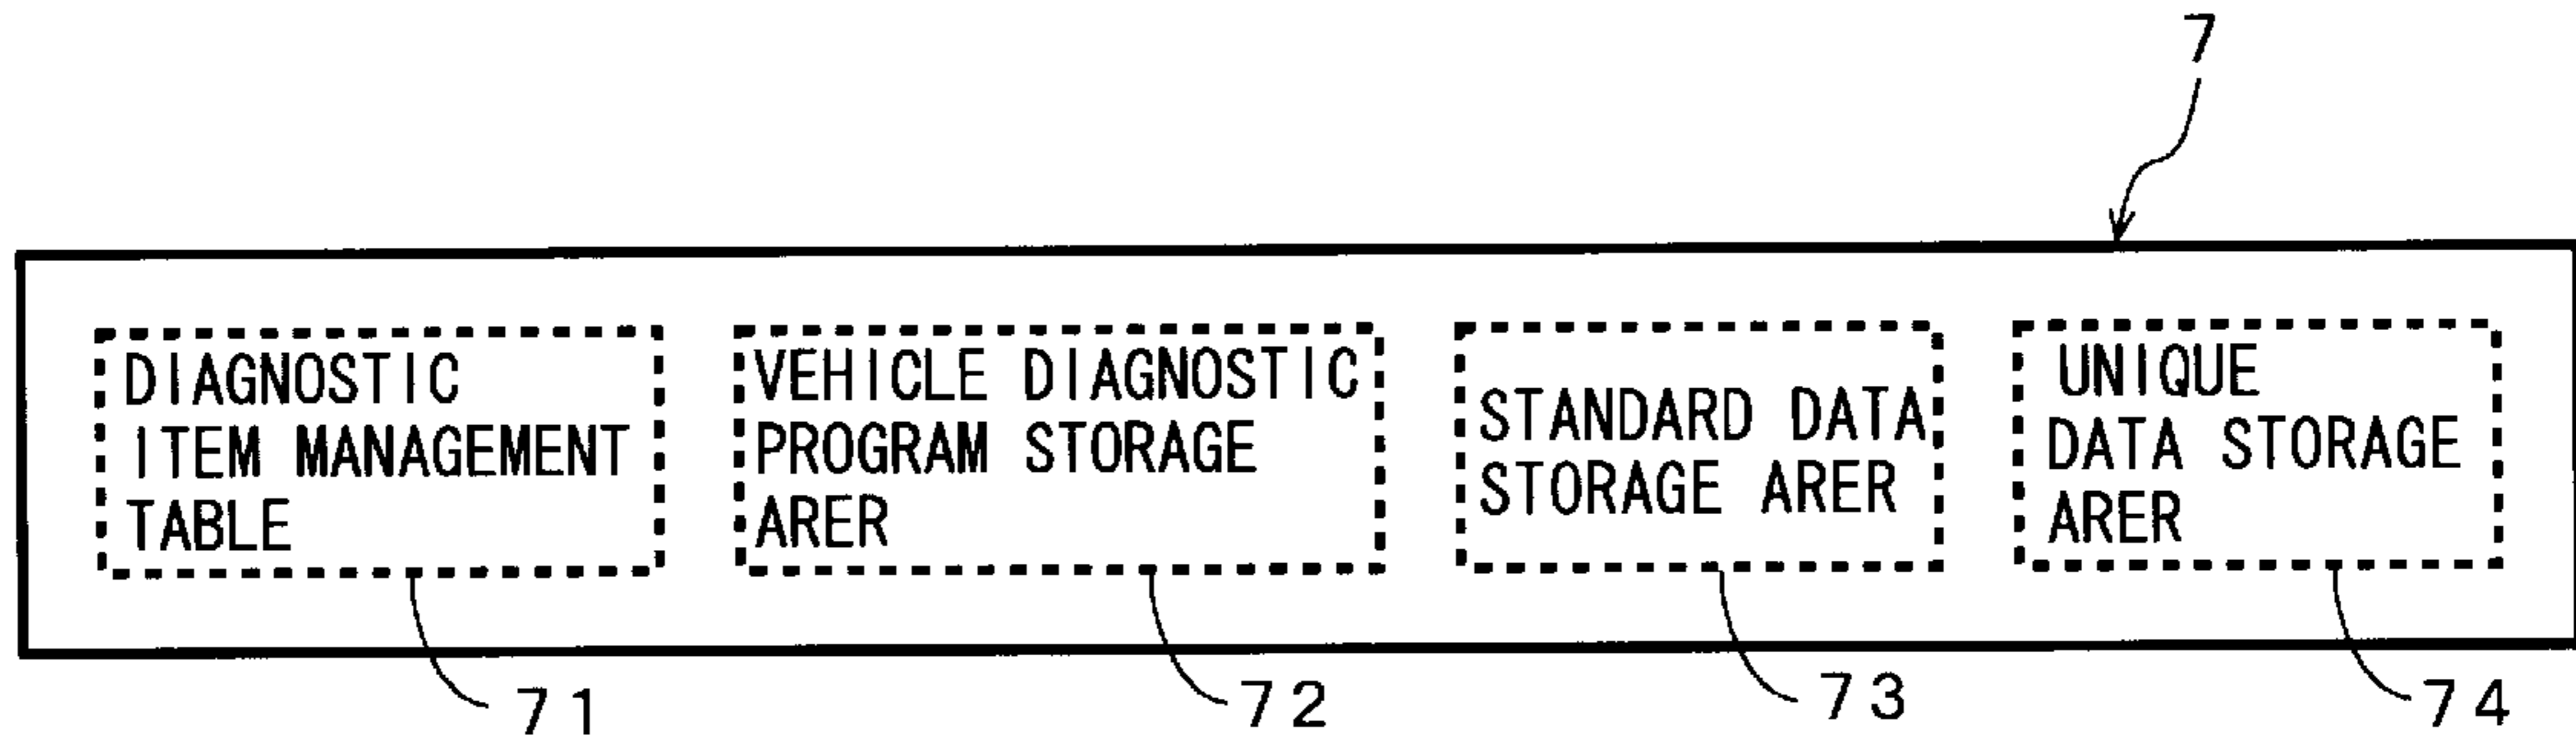 7
DIAGNOSTIC
ITEM MANAGEMENT
TABLE
VEHICLE DIAGNOSTIC
PROGRAM STORAGE
ARER
STANDARD DATA
STORAGE ARER
UNIQUE
DATA STORAGE
ARER
71
72
73
74